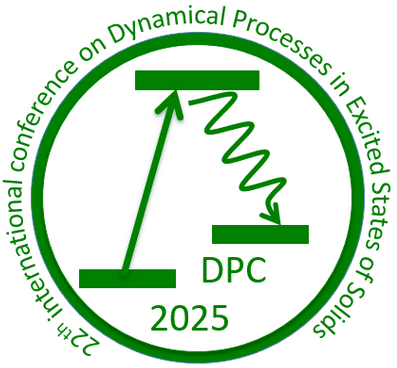 22th international conference on Dynamical Processes in Excited States of Solids
DPC
2025